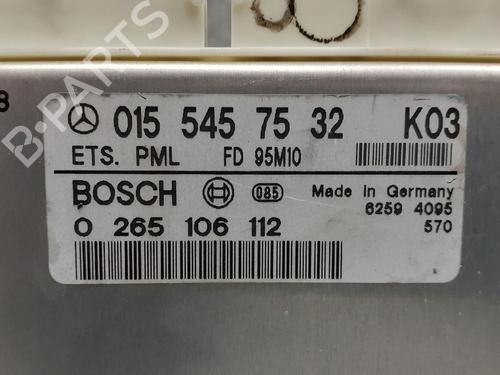 8
015 545 75 32 K03
ETS. PML FD 95M10
BOSCH 085 Made in Germany
6259 4095
0 265 106 112 570
B-PARTS